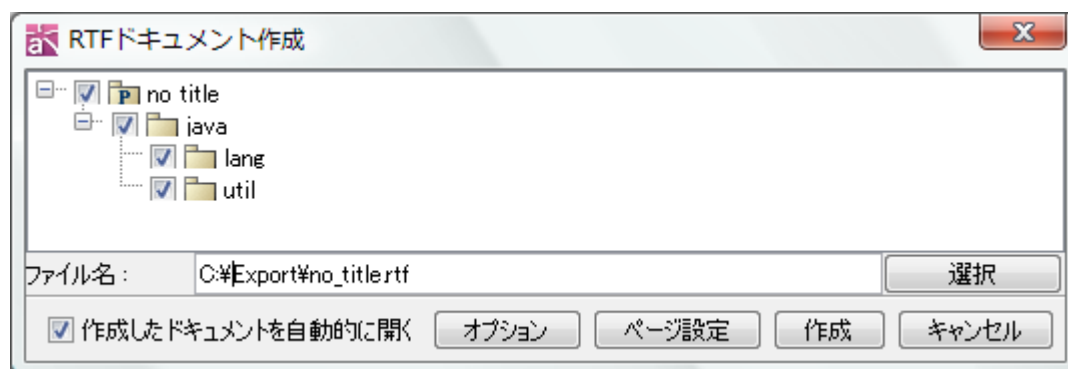 RTFドキュメント作成
no title
java
lang
util
ファイル名 : C:¥Export¥no_title.rtf 選択
作成したドキュメントを自動的に開く オプション ページ設定 作成 キャンセル